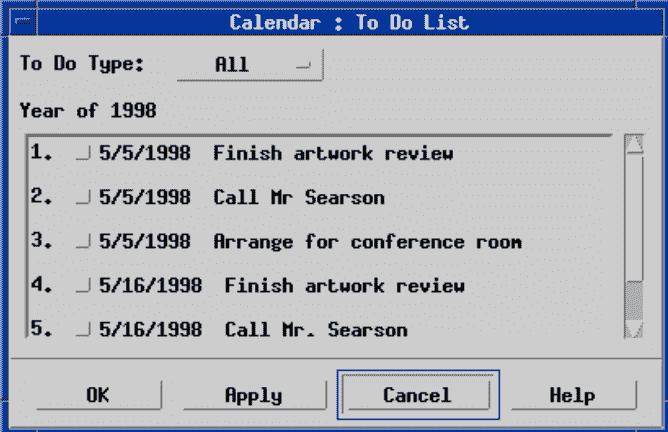 Calendar : To Do List
To Do Type: All
Year of 1998
1. 5/5/1998 Finish artwork review
2. 5/5/1998 Call Mr Searson
3. 5/5/1998 Arrange for conference room
4. 5/16/1998 Finish artwork review
5. 5/16/1998 Call Mr. Searson
OK Apply Cancel Help